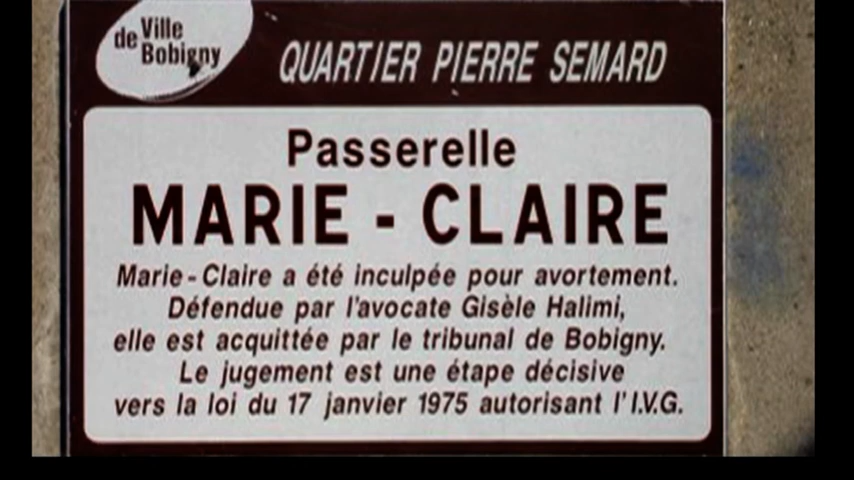 Ville
de Bobigny
QUARTIER PIERRE SEMARD
Passerelle
MARIE - CLAIRE
Marie - Claire a été inculpée pour avortement.
Défendue par l'avocate Gisèle Halimi,
elle est acquittée par le tribunal de Bobigny.
Le jugement est une étape décisive
vers la loi du 17 janvier 1975 autorisant l'I.V.G.